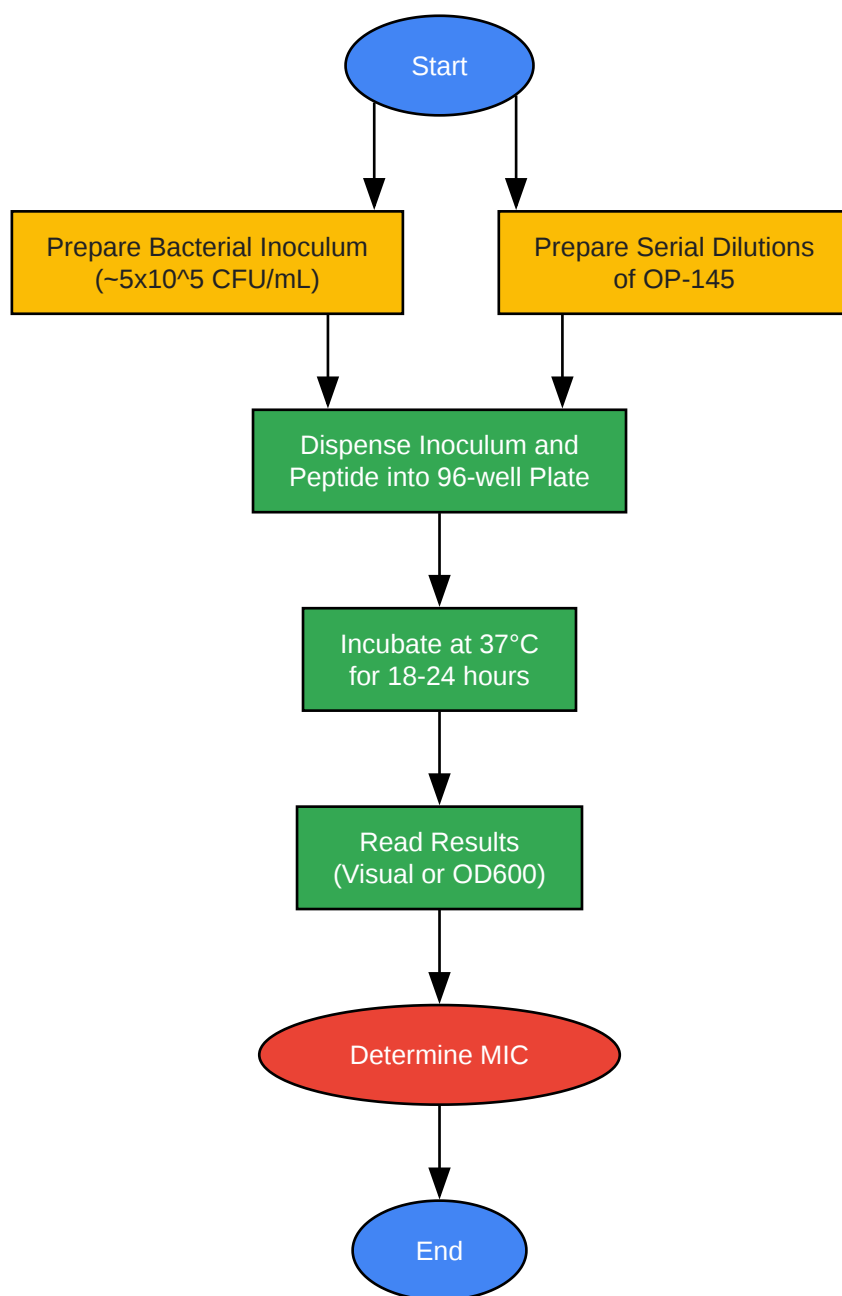 Start
Prepare Bacterial Inoculum
(~5x10^5 CFU/mL)
Prepare Serial Dilutions
of OP-145
Dispense Inoculum and
Peptide into 96-well Plate
Incubate at 37°C
for 18-24 hours
Read Results
(Visual or OD600)
Determine MIC
End